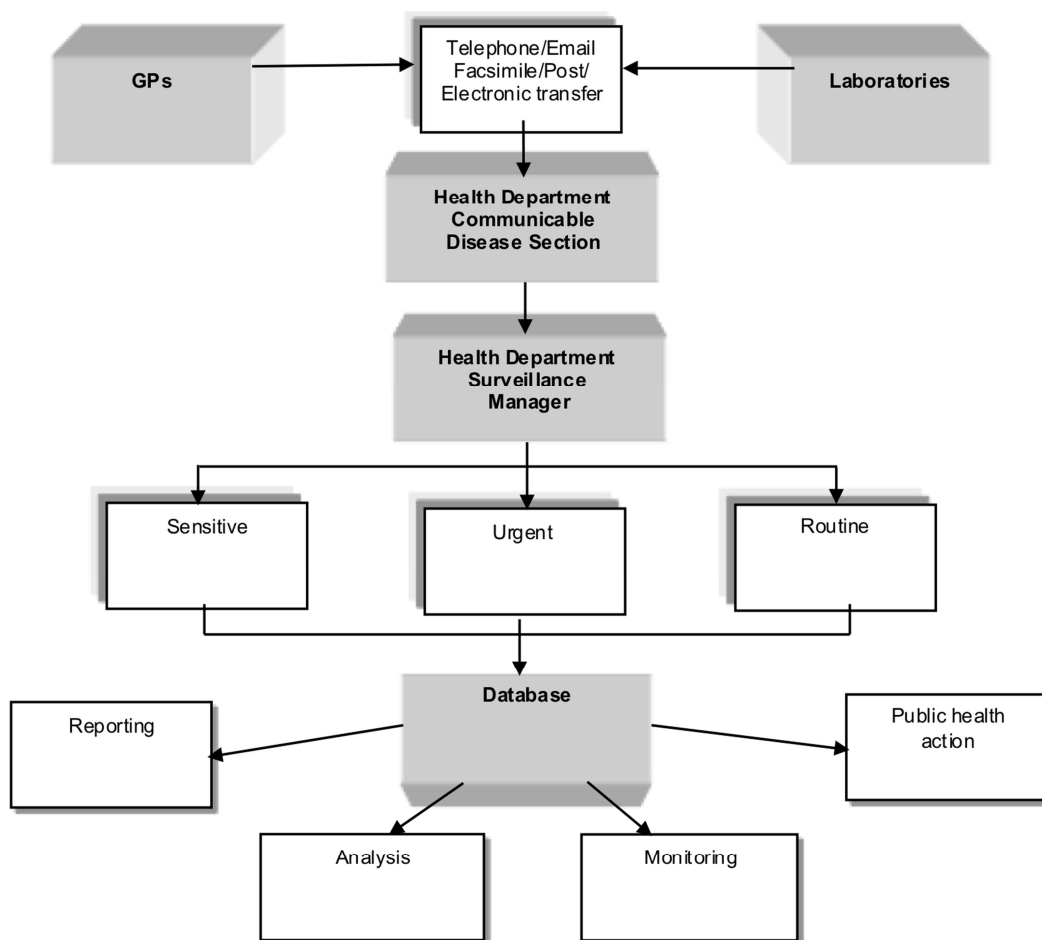 GPs
Telephone/Email
Facsimile/Post/
Electronic transfer
Laboratories
Health Department
Communicable
Disease Section
Health Department
Surveillance
Manager
Sensitive
Urgent
Routine
Database
Reporting
Public health
action
Analysis
Monitoring